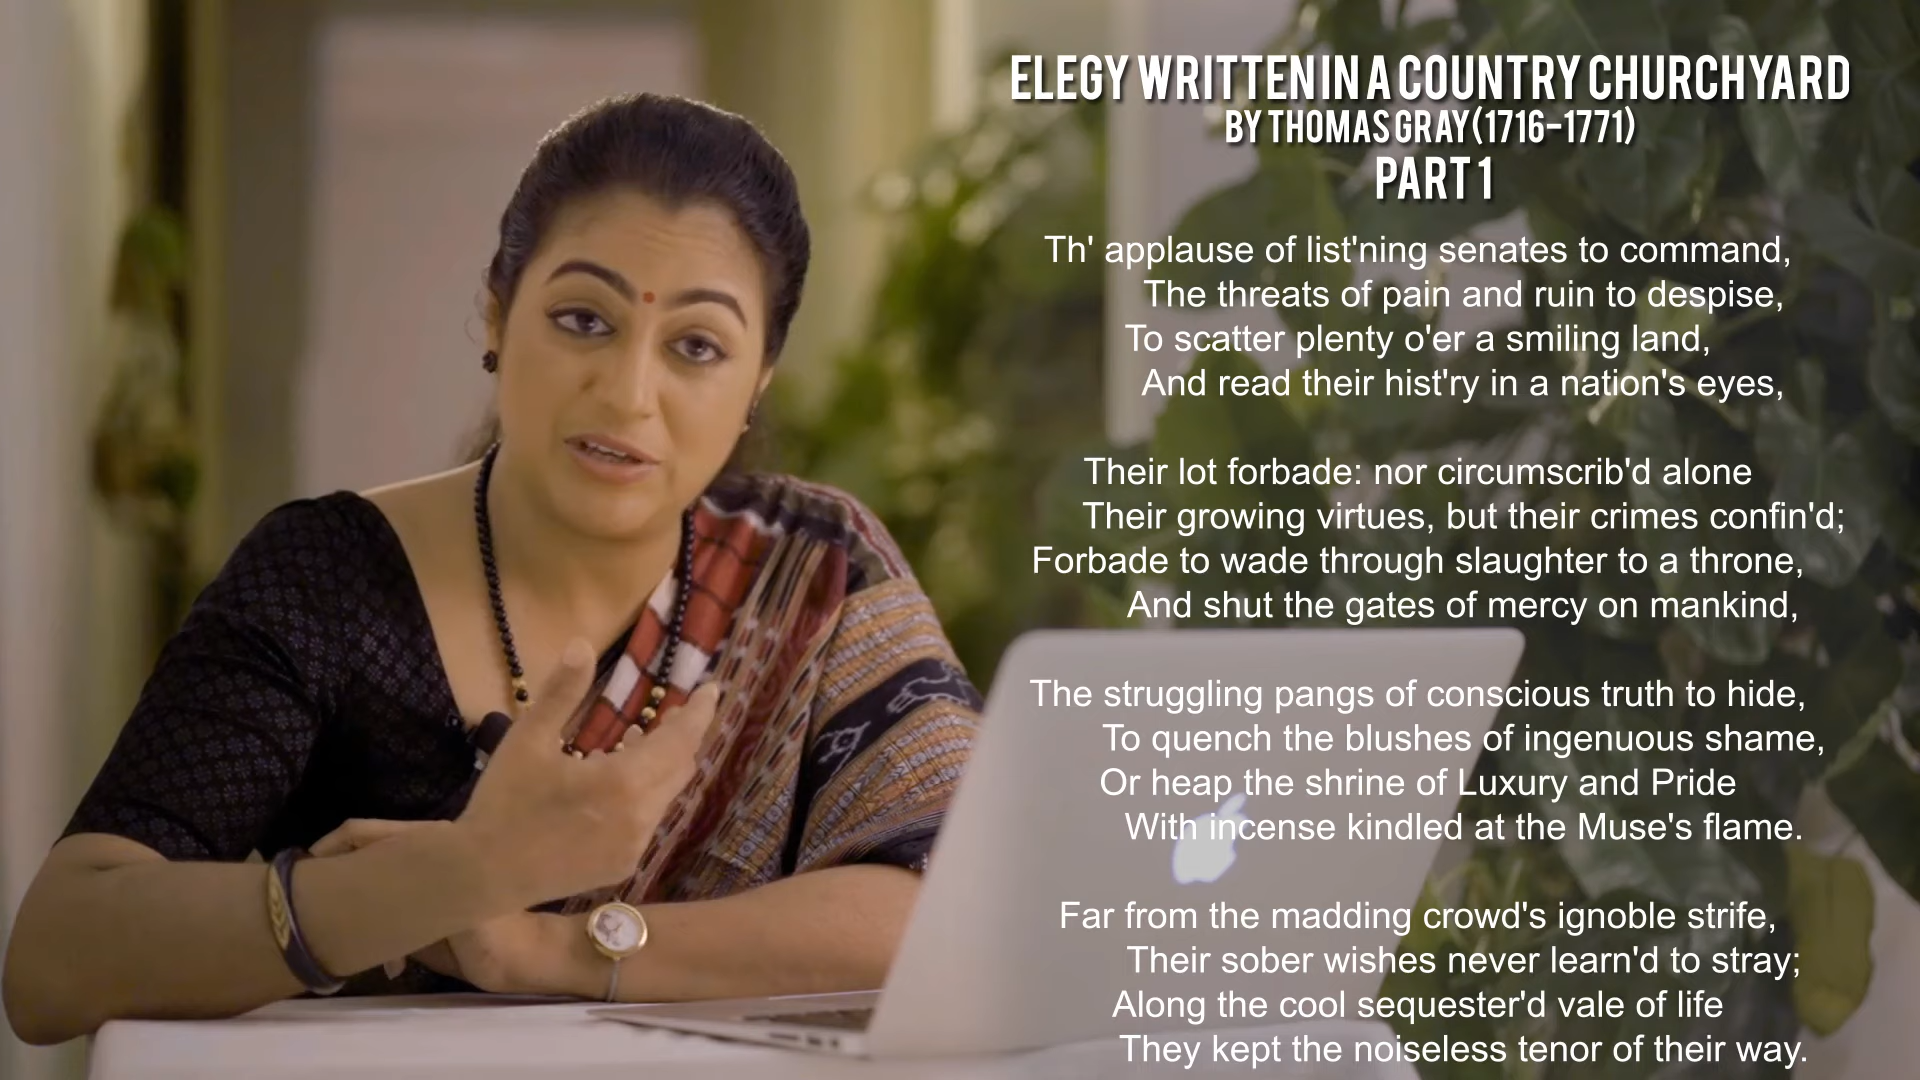 ELEGY WRITTEN IN A COUNTRY CHURCHYARD
BY THOMAS GRAY (1716-1771)
PART 1
Th' applause of list'ning senates to command,
The threats of pain and ruin to despise,
To scatter plenty o'er a smiling land,
And read their hist'ry in a nation's eyes,
Their lot forbade: nor circumscrib'd alone
Their growing virtues, but their crimes confin'd;
Forbade to wade through slaughter to a throne,
And shut the gates of mercy on mankind,
The struggling pangs of conscious truth to hide,
To quench the blushes of ingenuous shame,
Or heap the shrine of Luxury and Pride
With incense kindled at the Muse's flame.
Far from the madding crowd's ignoble strife,
Their sober wishes never learn'd to stray;
Along the cool sequester'd vale of life
They kept the noiseless tenor of their way.